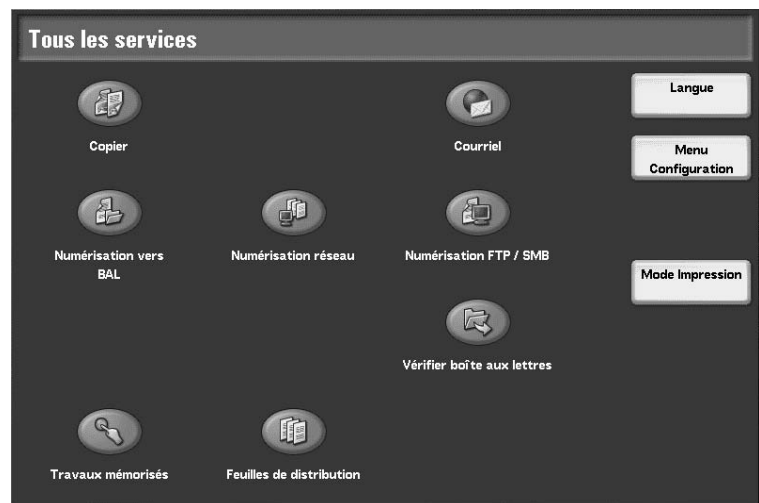 Tous les services
Copier
Courriel
Langue
Menu
Configuration
Numérisation vers
BAL
Numérisation réseau
Numérisation FTP / SMB
Mode Impression
Vérifier boîte aux lettres
Travaux mémorisés
Feuilles de distribution